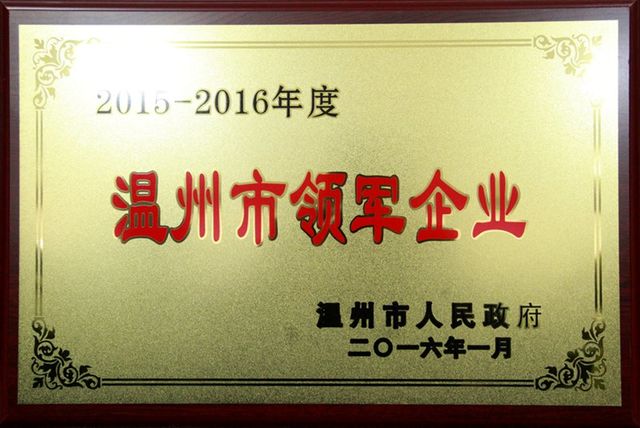 2015-2016年度
温州市领军企业
温州市人民政府
二〇一六年一月